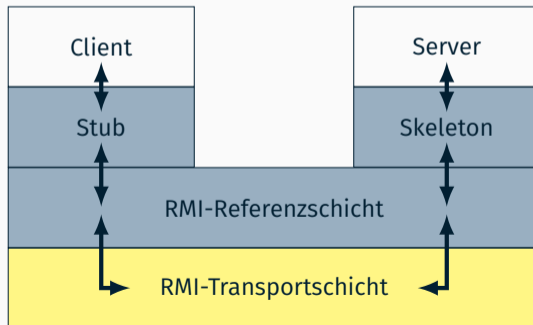 Client
Server
Stub
Skeleton
RMI-Referenzschicht
RMI-Transportschicht